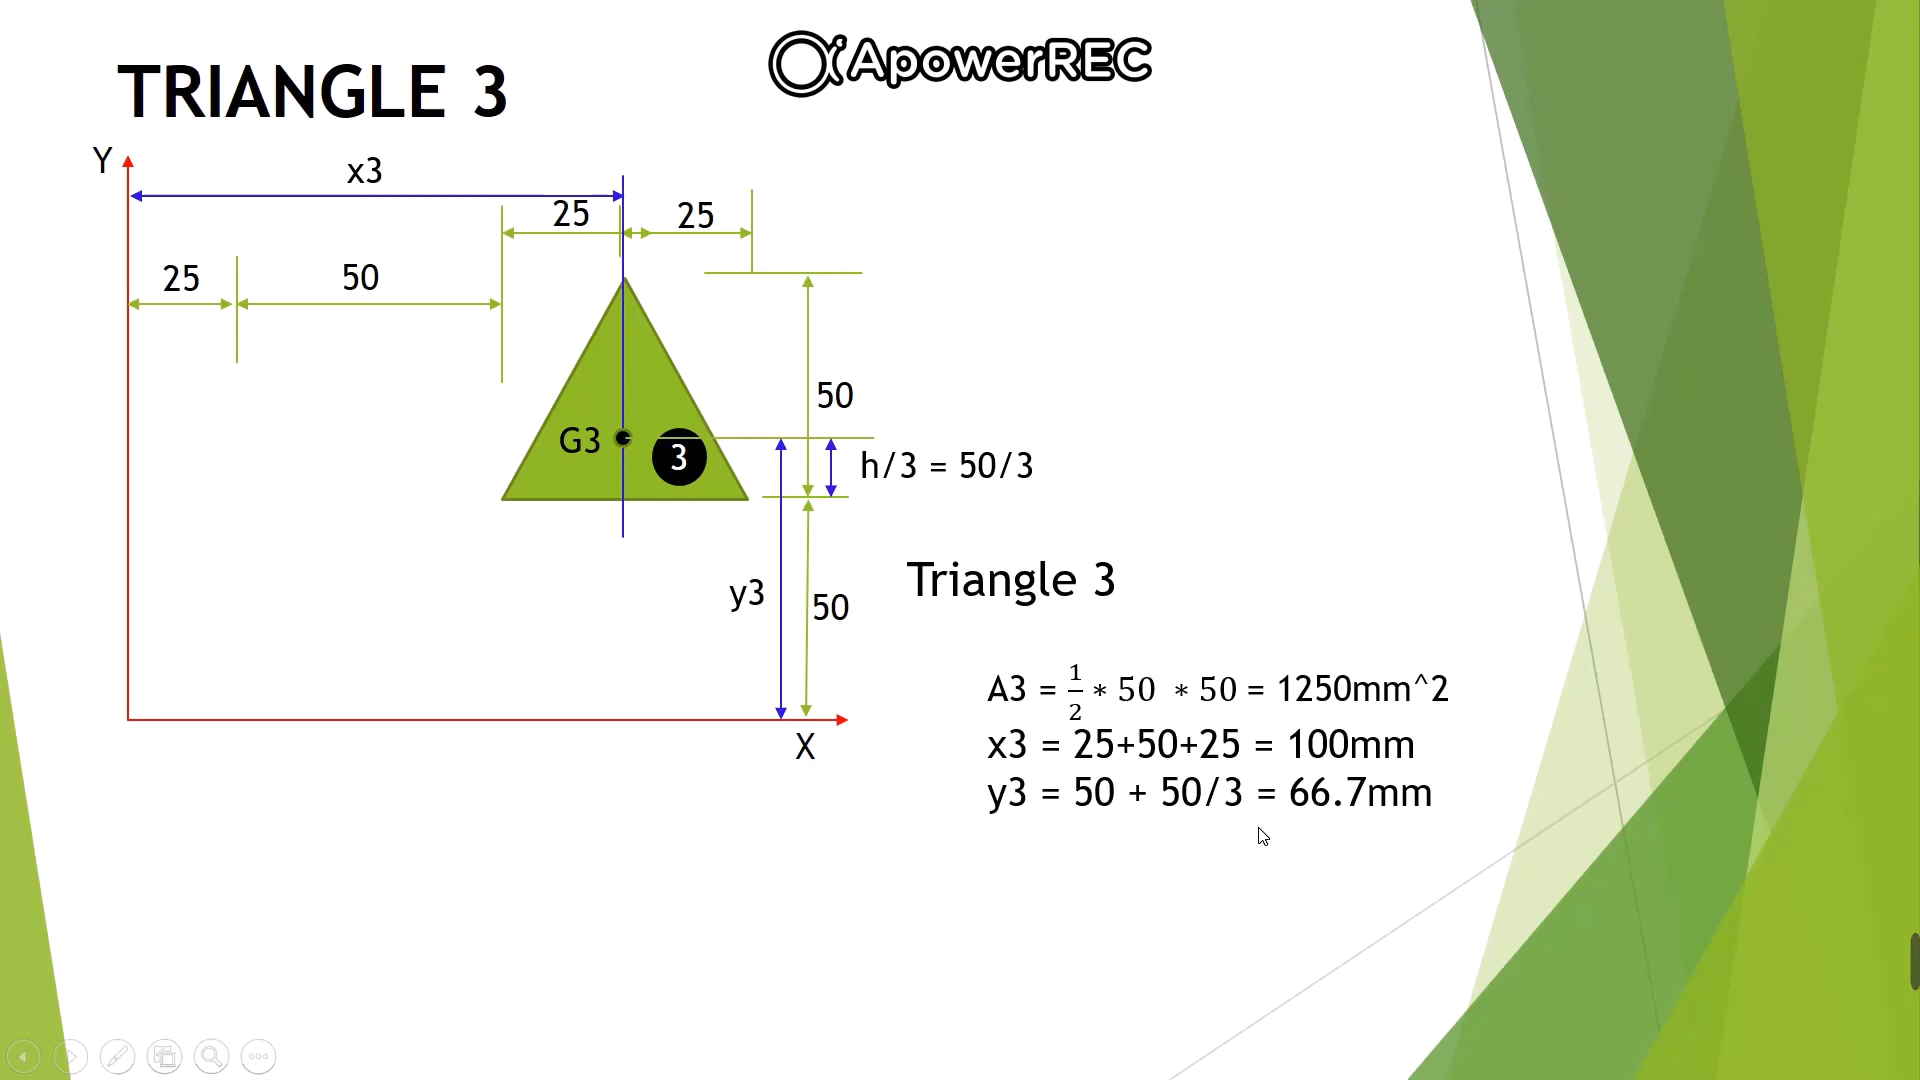 ApowerREC
TRIANGLE 3
Y
x3
25
25
25
50
50
G3
3
h/3 = 50/3
y3
50
X
Triangle 3
A3 = 1/2 ∗ 50 ∗ 50 = 1250mm^2
x3 = 25+50+25 = 100mm
y3 = 50 + 50/3 = 66.7mm